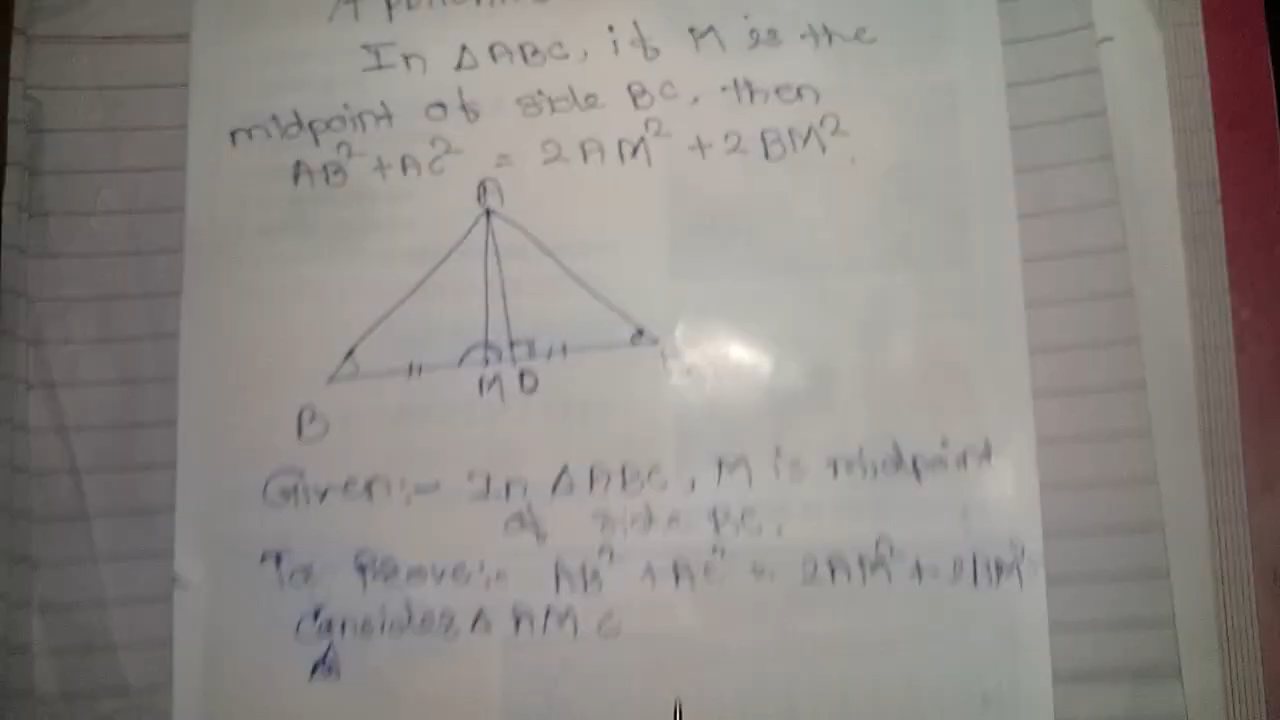 In ΔABC, if M is the
midpoint of side BC, then
AB² + AC² = 2AM² + 2BM².
A
M D
B
Given:- In ΔABC, M is midpoint
of side BC.
To Prove:- AB² + AC² = 2AM² + 2BM²
Consider Δ AMC